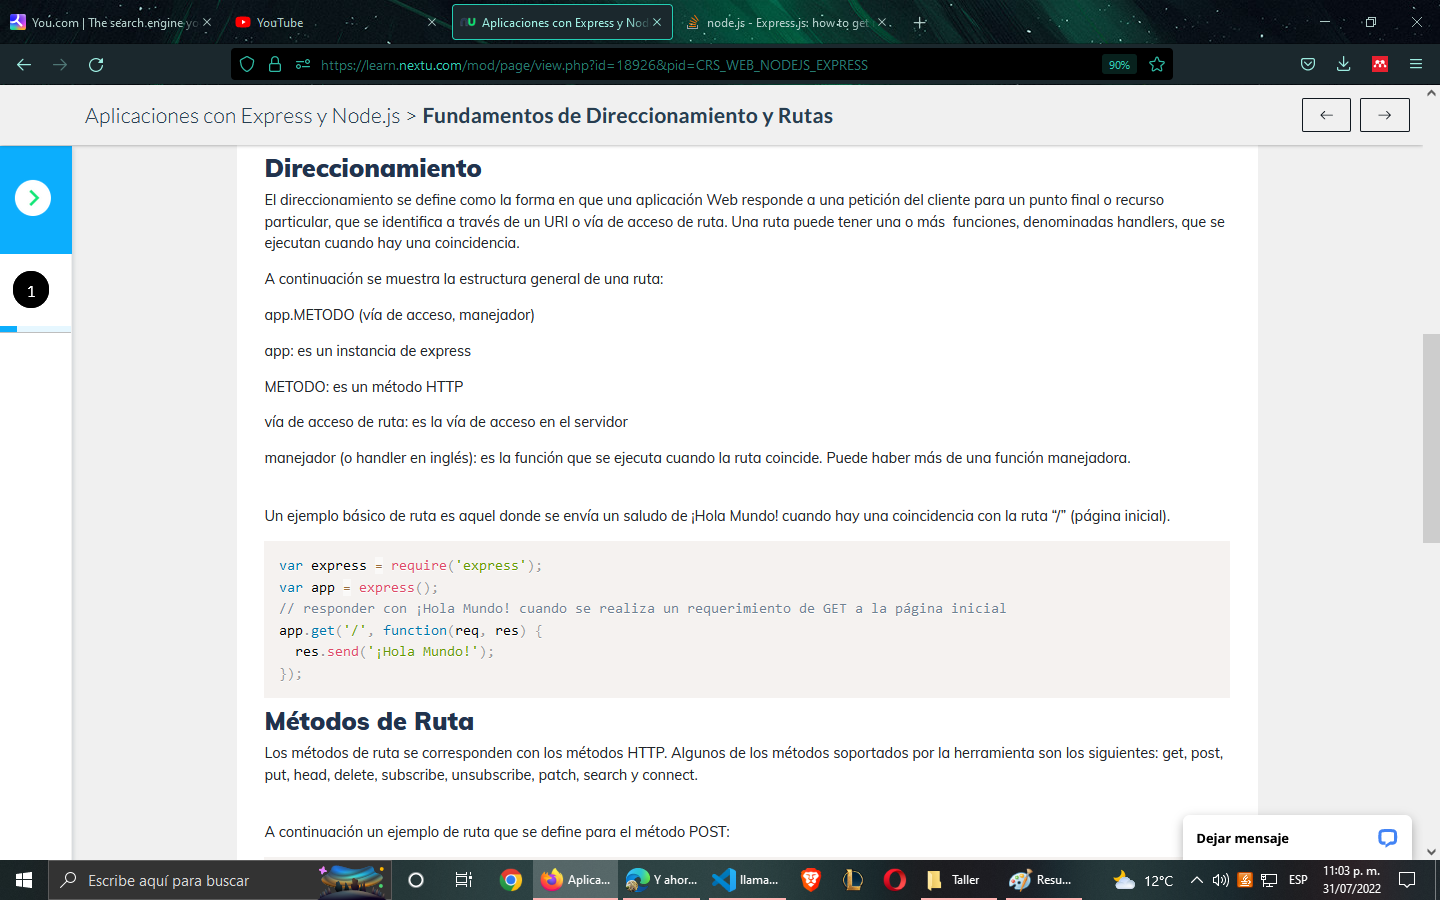 You.com | The search engine yo
YouTube
Aplicaciones con Express y Nod
node.js - Express.js: how to get
https://learn.nextu.com/mod/page/view.php?id=18926&pid=CRS_WEB_NODEJS_EXPRESS
90%
Aplicaciones con Express y Node.js > Fundamentos de Direccionamiento y Rutas
1
Direccionamiento
El direccionamiento se define como la forma en que una aplicación Web responde a una petición del cliente para un punto final o recurso
particular, que se identifica a través de un URI o vía de acceso de ruta. Una ruta puede tener una o más funciones, denominadas handlers, que se
ejecutan cuando hay una coincidencia.
A continuación se muestra la estructura general de una ruta:
app.METODO (vía de acceso, manejador)
app: es un instancia de express
METODO: es un método HTTP
vía de acceso de ruta: es la vía de acceso en el servidor
manejador (o handler en inglés): es la función que se ejecuta cuando la ruta coincide. Puede haber más de una función manejadora.
Un ejemplo básico de ruta es aquel donde se envía un saludo de ¡Hola Mundo! cuando hay una coincidencia con la ruta “/” (página inicial).
var express = require('express');
var app = express();
// responder con ¡Hola Mundo! cuando se realiza un requerimiento de GET a la página inicial
app.get('/', function(req, res) {
res.send('¡Hola Mundo!');
});
Métodos de Ruta
Los métodos de ruta se corresponden con los métodos HTTP. Algunos de los métodos soportados por la herramienta son los siguientes: get, post,
put, head, delete, subscribe, unsubscribe, patch, search y connect.
A continuación un ejemplo de ruta que se define para el método POST:
Dejar mensaje
Escribe aquí para buscar
Aplica...
Y ahor...
llama...
Taller
Resu...
12°C
ESP
11:03 p. m.
31/07/2022